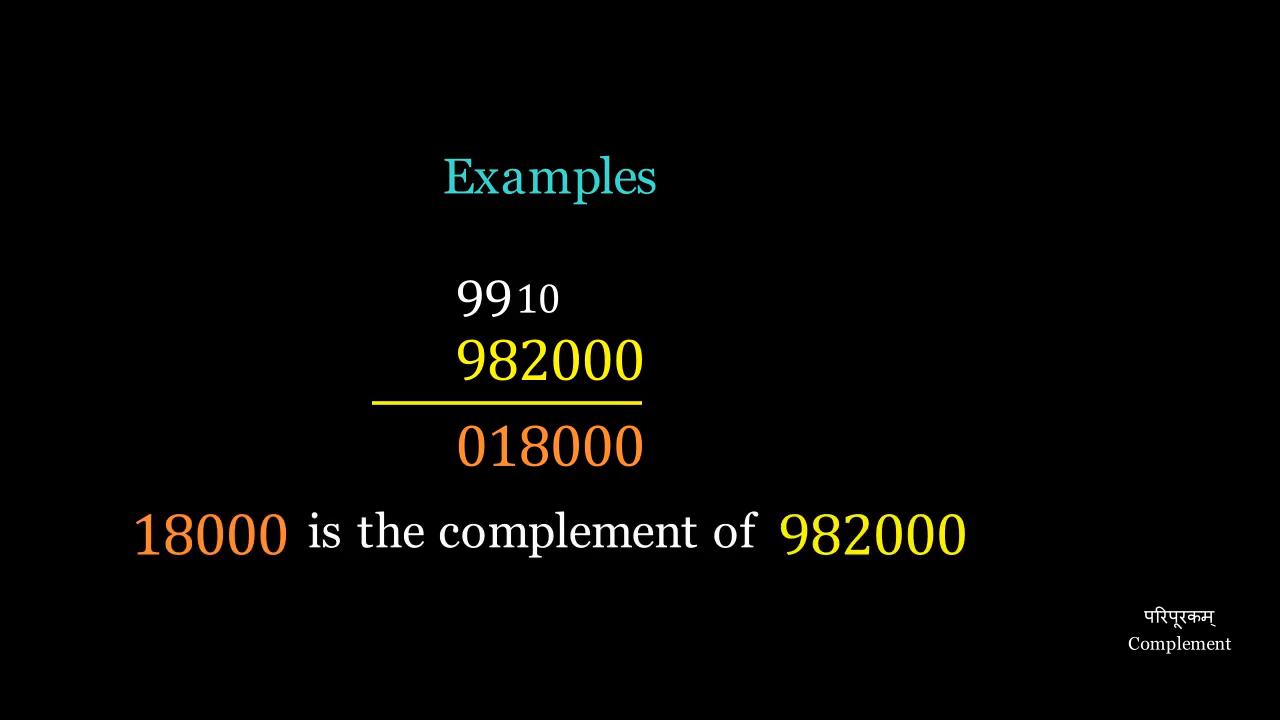 Examples
9910
982000
018000
18000 is the complement of 982000
परिपूरकम्
Complement